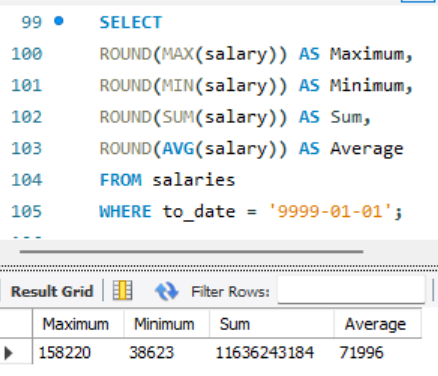 99 SELECT
100 ROUND(MAX(salary)) AS Maximum,
101 ROUND(MIN(salary)) AS Minimum,
102 ROUND(SUM(salary)) AS Sum,
103 ROUND(AVG(salary)) AS Average
104 FROM salaries
105 WHERE to_date = '9999-01-01';
Result Grid Filter Rows:
Maximum Minimum Sum Average
158220 38623 11636243184 71996